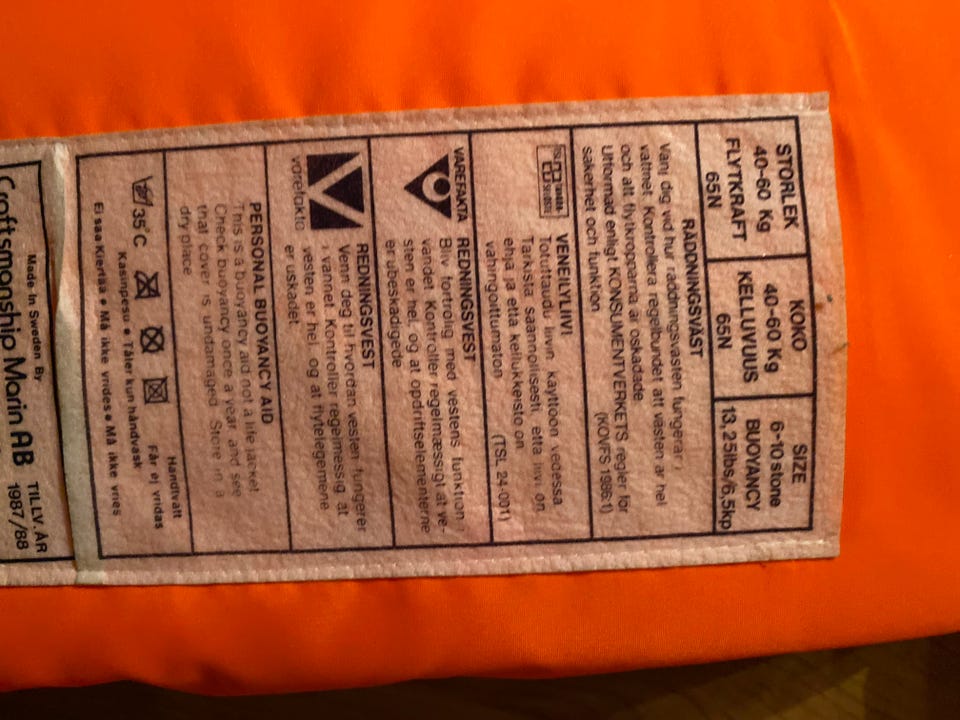 STORLEK
40-60 Kg
FLYTKRAFT
65N
KOKO
40-60 Kg
KELLUVUUS
65N
SIZE
6-10 stone
BUOYANCY
13,25lbs/6,5kp
RÄDDNINGSVÄST
Vänj dig vid hur räddningsvästen fungerar i
vattnet. Kontrollera regelbundet att västen är hel
och att flytkropparna är oskadade.
Utformad enligt KONSUMENTVERKETS regler för
säkerhet och funktion (KOVFS 1986:1)
VENEILYLIIVI
Totuttaudu liivin käyttöön vedessä
Tarkista säännöllisesti, että liivi on
ehjä ja että kellukkeisto on
vahingoittumaton (TSL 24-001)
VAREFAKTA
REDNINGSVEST
Bliv fortrolig med vestens funktion i
vandet. Kontroller regelmæssigt at ve-
sten er hel, og at opdriftselementerne
er ubeskadigede
varefakta
REDNINGSVEST
Venn deg til hvordan vesten fungerer
i vannet. Kontroller regelmessig at
vesten er hel, og at flytelegemene
er uskadet
PERSONAL BUOYANCY AID
This is a buoyancy aid not a life jacket
Check buoyancy once a year and see
that cover is undamaged. Store in a
dry place
35°C
Handtvätt
Får ej vridas
Käsinpesu • Tåler kun håndvask
Ei saa kiertää • Må ikke vrides • Må ikke vries
Made In Sweden By
Craftsmanship Marin AB
TILLV. ÅR
1987/88